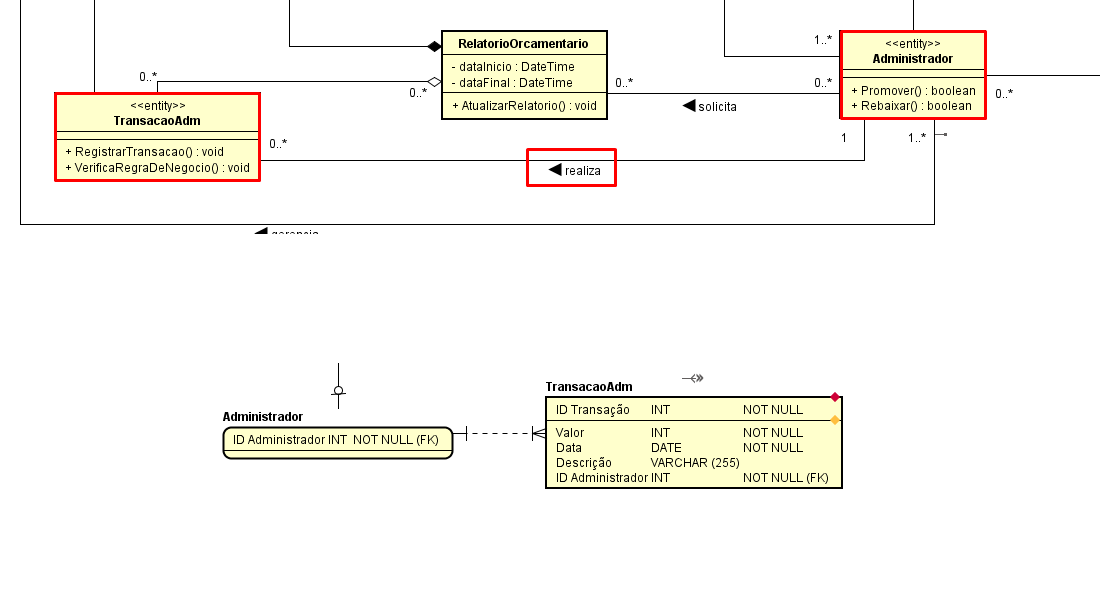 RelatorioOrcamentario
- dataInicio : DateTime
- dataFinal : DateTime
+ AtualizarRelatorio() : void
0..*
0..*
0..*
0..*
solicita
1..*
<<entity>>
Administrador
+ Promover() : boolean
+ Rebaixar() : boolean
0..*
<<entity>>
TransacaoAdm
+ RegistrarTransacao() : void
+ VerificaRegraDeNegocio() : void
0..*
realiza
1
1..*
gerencia
Administrador
ID Administrador INT NOT NULL (FK)
TransacaoAdm
ID Transação INT NOT NULL
Valor INT NOT NULL
Data DATE NOT NULL
Descrição VARCHAR (255)
ID Administrador INT NOT NULL (FK)